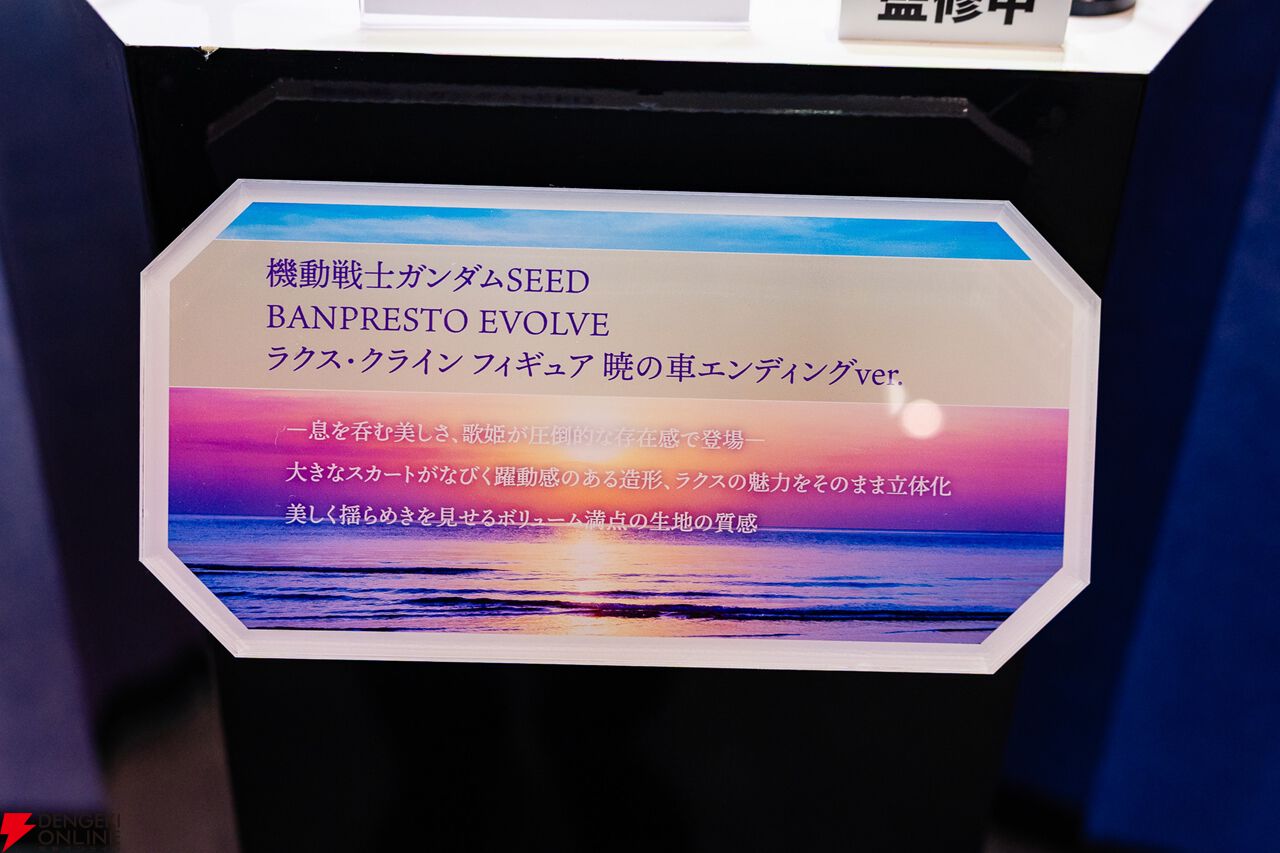 監修中
機動戦士ガンダムSEED
BANPRESTO EVOLVE
ラクス・クライン フィギュア 暁の車エンディングver.
―息を呑む美しさ、歌姫が圧倒的な存在感で登場―
大きなスカートがなびく躍動感のある造形、ラクスの魅力をそのまま立体化
美しく揺らめきを見せるボリューム満点の生地の質感
DENGEKI
ONLINE